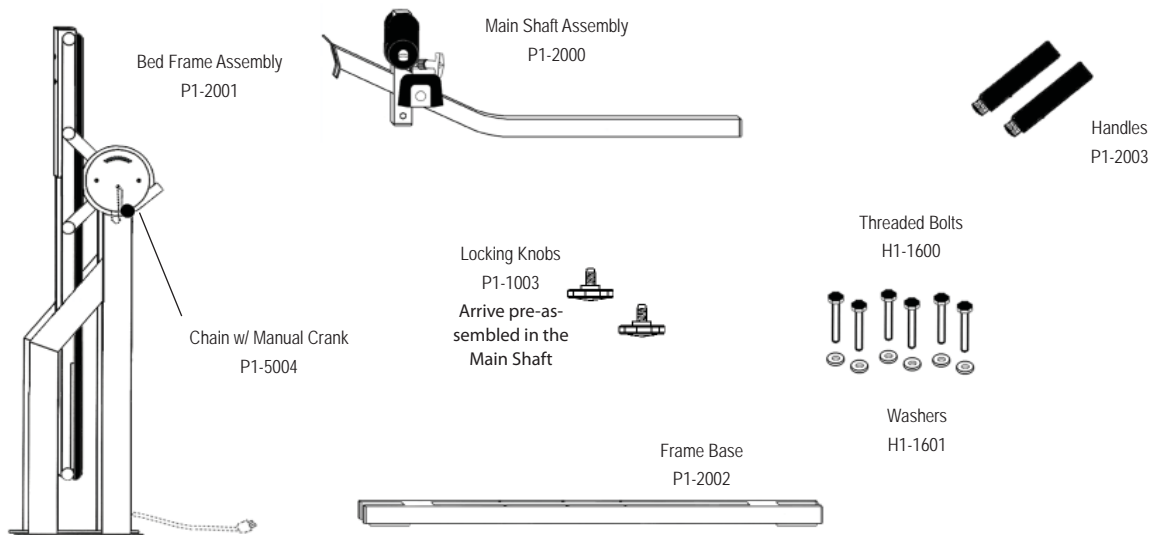 Main Shaft Assembly
P1-2000
Bed Frame Assembly
P1-2001
Handles
P1-2003
Threaded Bolts
H1-1600
Locking Knobs
P1-1003
Arrive pre-as-
sembled in the
Main Shaft
Chain w/ Manual Crank
P1-5004
Washers
H1-1601
Frame Base
P1-2002